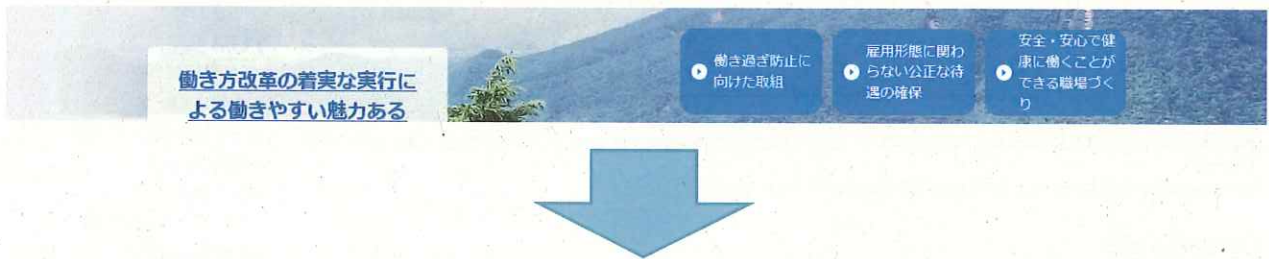 働き方改革の着実な実行に
よる働きやすい魅力ある
働き過ぎ防止に
向けた取組
雇用形態に関わ
らない公正な待
遇の確保
安全・安心で健
康に働くことが
できる職場づく
り